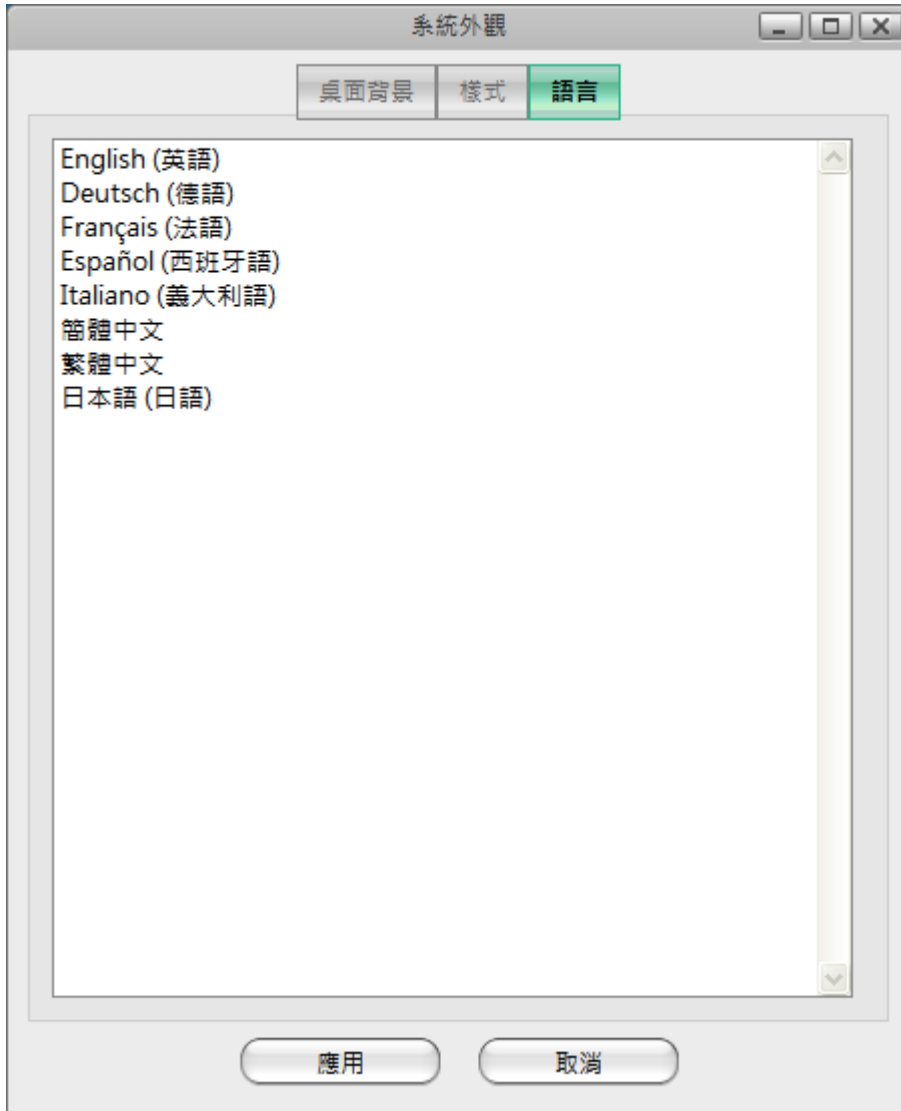 系統外觀
桌面背景 樣式 語言
English (英語)
Deutsch (德語)
Français (法語)
Español (西班牙語)
Italiano (義大利語)
簡體中文
繁體中文
日本語 (日語)
應用 取消